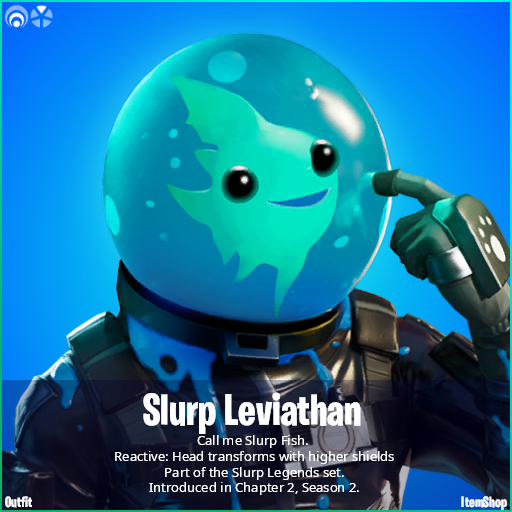 Slurp Leviathan
Call me Slurp Fish.
Reactive: Head transforms with higher shields
Part of the Slurp Legends set.
Introduced in Chapter 2, Season 2.
Outfit
ItemShop